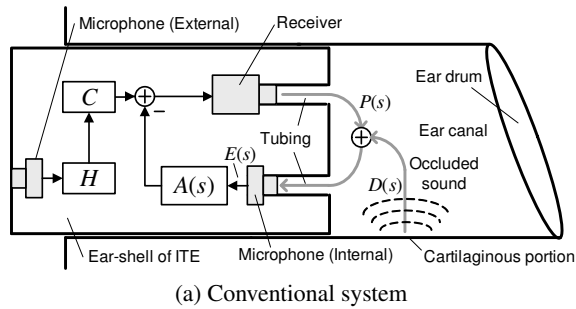 Microphone (External)
Receiver
Ear drum
C
−
P(s)
Tubing
Ear canal
H
A(s)
E(s)
Occluded
sound
D(s)
Ear-shell of ITE
Microphone (Internal)
Cartilaginous portion
(a) Conventional system